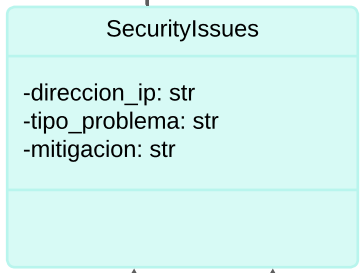 SecurityIssues
-direccion_ip: str
-tipo_problema: str
-mitigacion: str